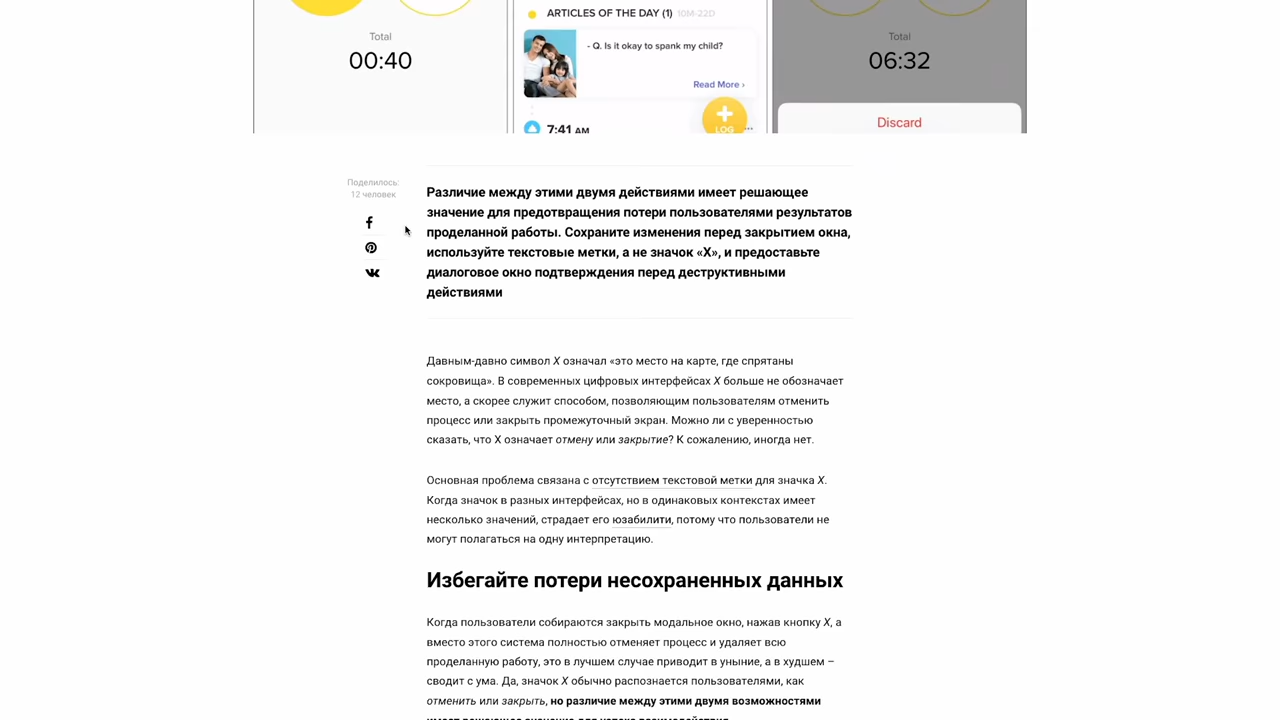 ARTICLES OF THE DAY (1) 10M-22D
Total
00:40
- Q. Is it okay to spank my child?
Read More ›
LOG
7:41 AM
Total
06:32
Discard
Поделилось:
12 человек
Различие между этими двумя действиями имеет решающее
значение для предотвращения потери пользователями результатов
проделанной работы. Сохраните изменения перед закрытием окна,
используйте текстовые метки, а не значок «X», и предоставьте
диалоговое окно подтверждения перед деструктивными
действиями
Давным-давно символ X означал «это место на карте, где спрятаны
сокровища». В современных цифровых интерфейсах X больше не обозначает
место, а скорее служит способом, позволяющим пользователям отменить
процесс или закрыть промежуточный экран. Можно ли с уверенностью
сказать, что X означает отмену или закрытие? К сожалению, иногда нет.
Основная проблема связана с отсутствием текстовой метки для значка X.
Когда значок в разных интерфейсах, но в одинаковых контекстах имеет
несколько значений, страдает его юзабилити, потому что пользователи не
могут полагаться на одну интерпретацию.
Избегайте потери несохраненных данных
Когда пользователи собираются закрыть модальное окно, нажав кнопку X, а
вместо этого система полностью отменяет процесс и удаляет всю
проделанную работу, это в лучшем случае приводит в уныние, а в худшем –
сводит с ума. Да, значок X обычно распознается пользователями, как
отменить или закрыть, но различие между этими двумя возможностями
имеет решающее значение для успеха взаимодействия.